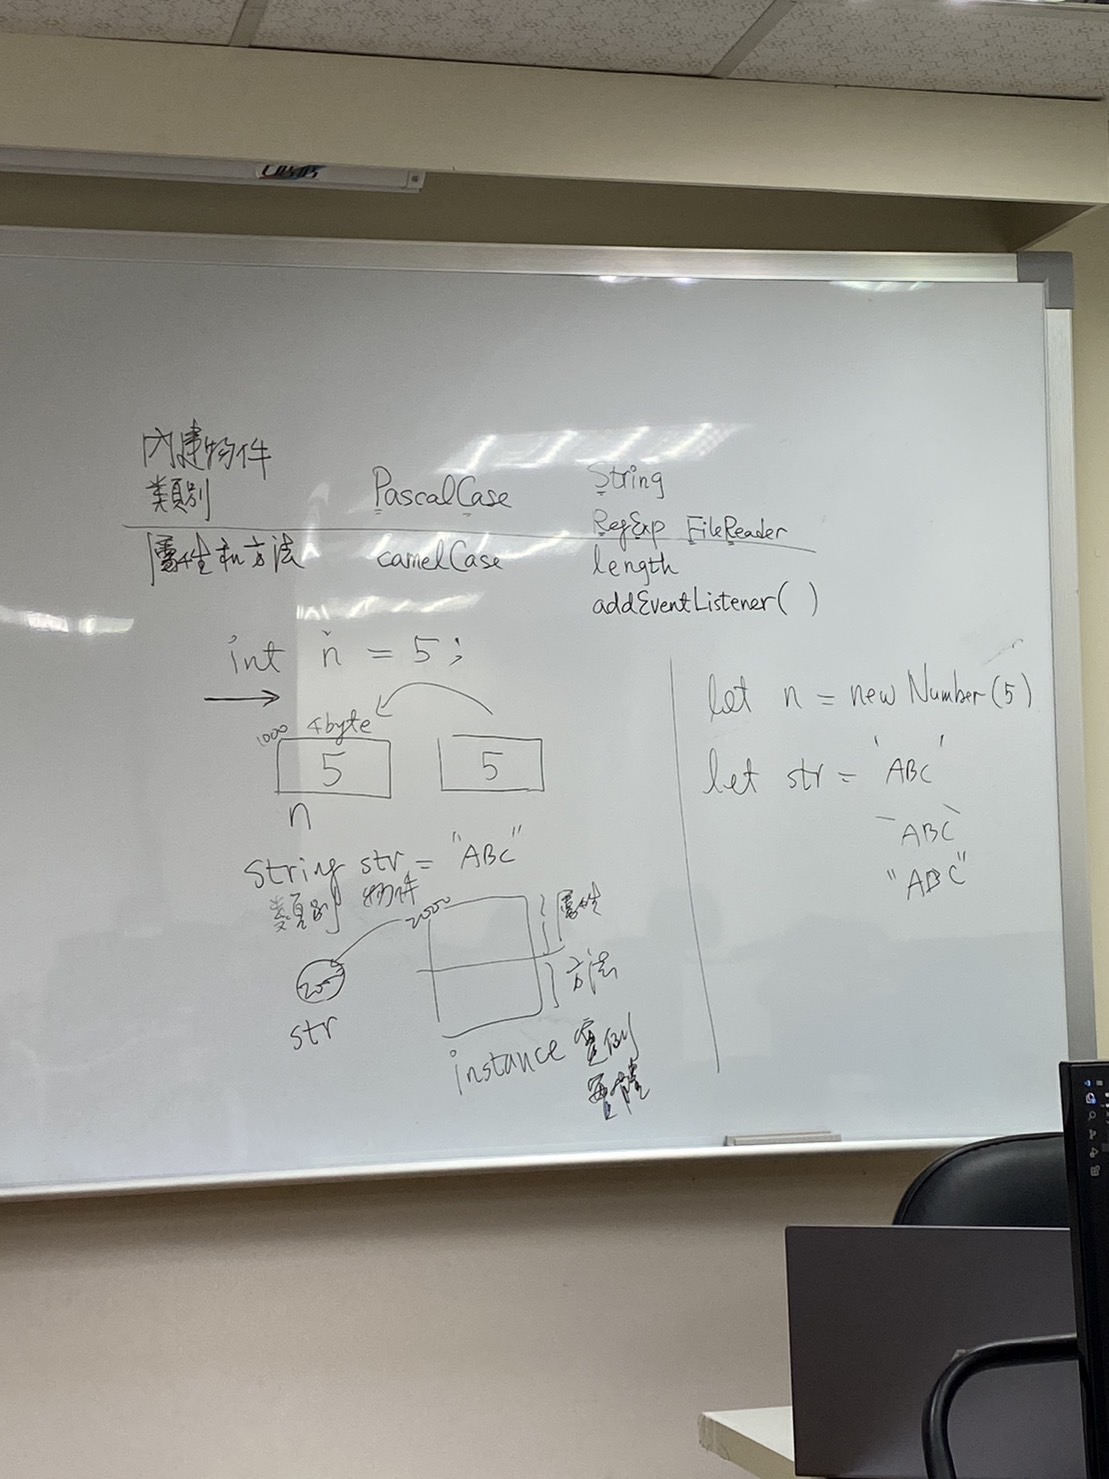 內建物件
類別 PascalCase String
RegExp FileReader
屬性和方法 camelCase length
addEventListener( )
int n = 5;
1000 4byte
5 5
n
String str = "ABC"
類別 物件
2000 屬性
方法
str
instance 實例
實體
let n = new Number(5)
let str = 'ABC'
`ABC`
"ABC"